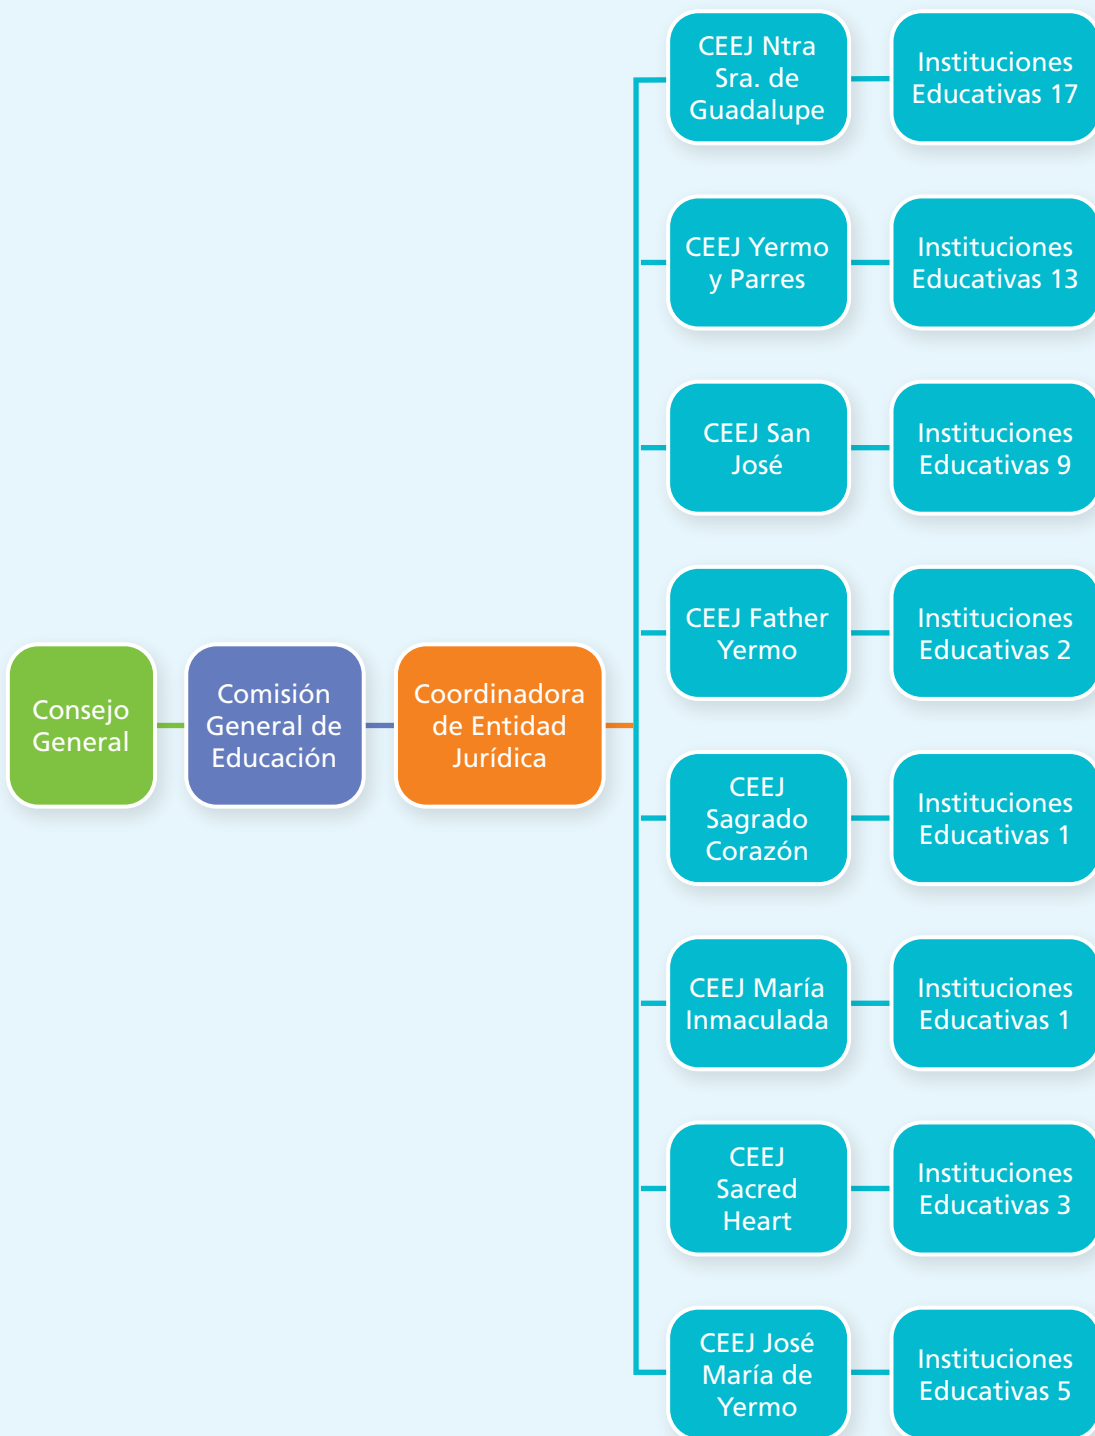 Consejo
General
Comisión
General de
Educación
Coordinadora
de Entidad
Jurídica
CEEJ Ntra
Sra. de
Guadalupe
Instituciones
Educativas 17
CEEJ Yermo
y Parres
Instituciones
Educativas 13
CEEJ San
José
Instituciones
Educativas 9
CEEJ Father
Yermo
Instituciones
Educativas 2
CEEJ
Sagrado
Corazón
Instituciones
Educativas 1
CEEJ María
Inmaculada
Instituciones
Educativas 1
CEEJ
Sacred
Heart
Instituciones
Educativas 3
CEEJ José
María de
Yermo
Instituciones
Educativas 5